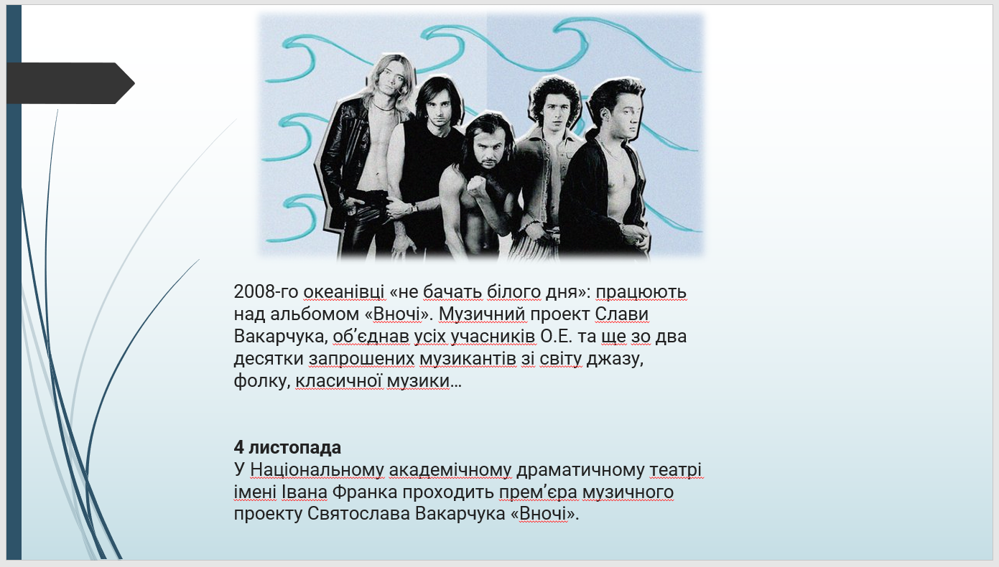 2008-го океанівці «не бачать білого дня»: працюють
над альбомом «Вночі». Музичний проект Слави
Вакарчука, об’єднав усіх учасників О.Е. та ще зо два
десятки запрошених музикантів зі світу джазу,
фолку, класичної музики…
4 листопада
У Національному академічному драматичному театрі
імені Івана Франка проходить прем’єра музичного
проекту Святослава Вакарчука «Вночі».